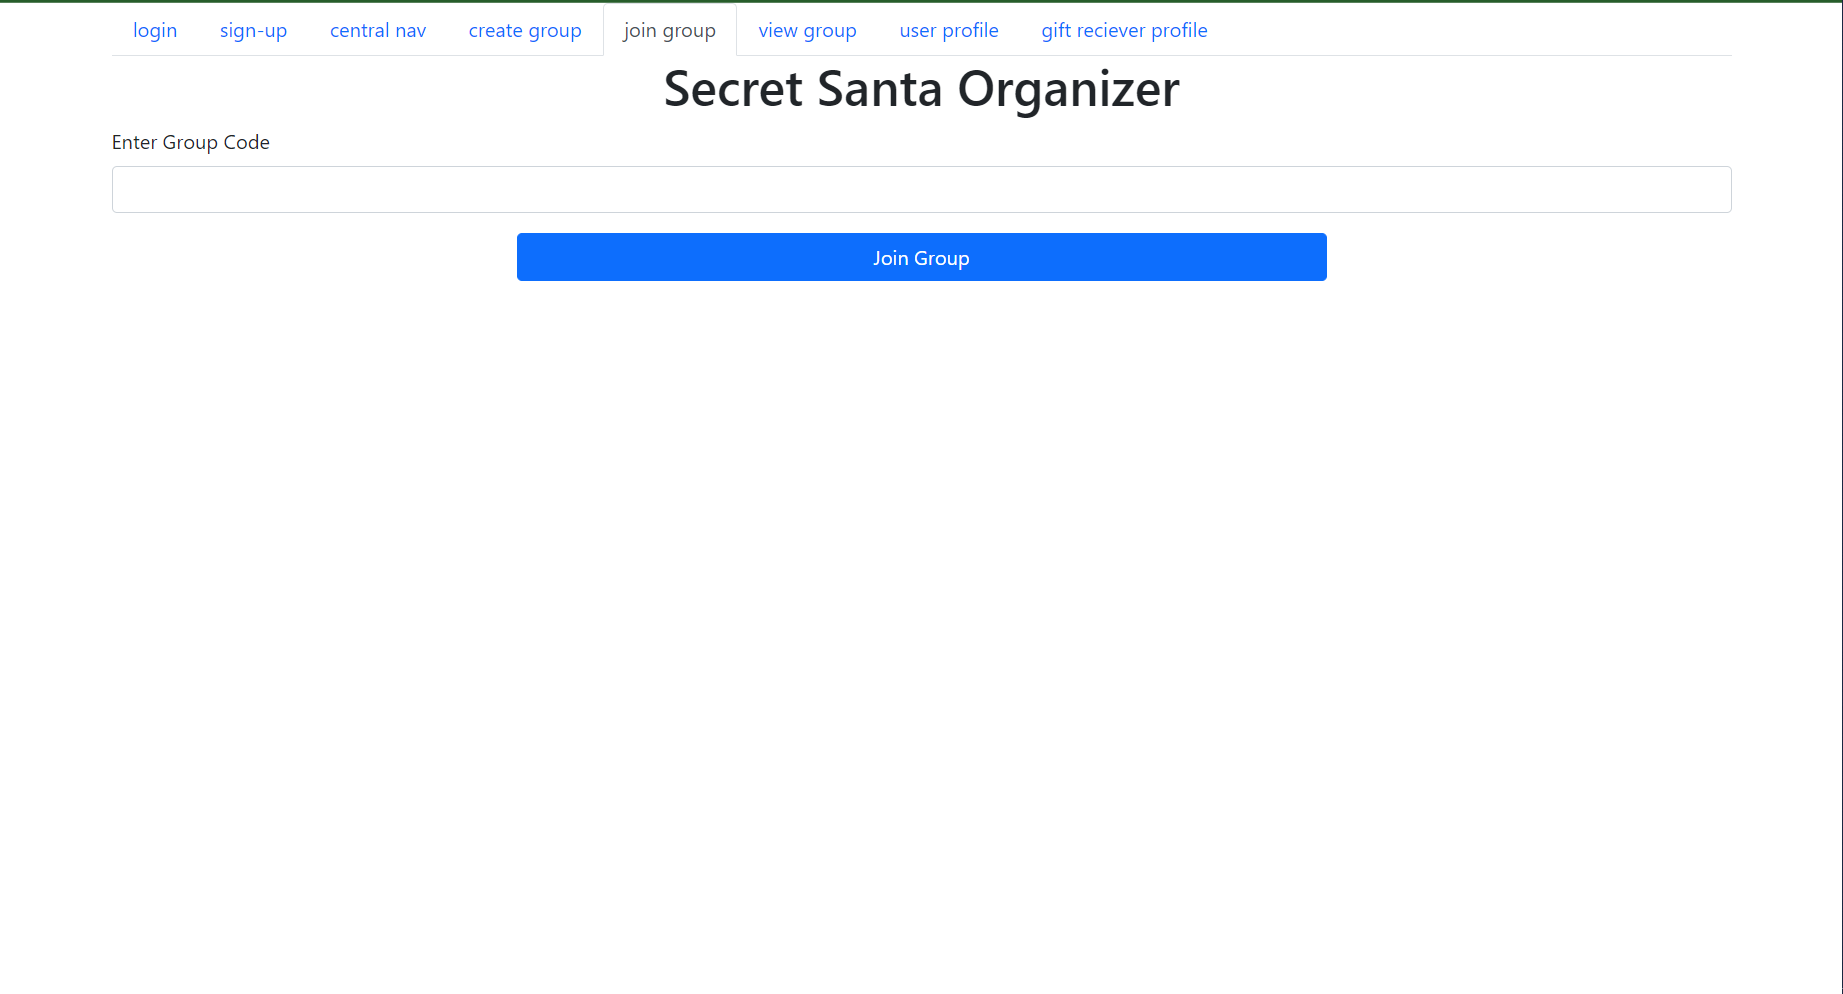 login sign-up central nav create group join group view group user profile gift reciever profile
Secret Santa Organizer
Enter Group Code
Join Group